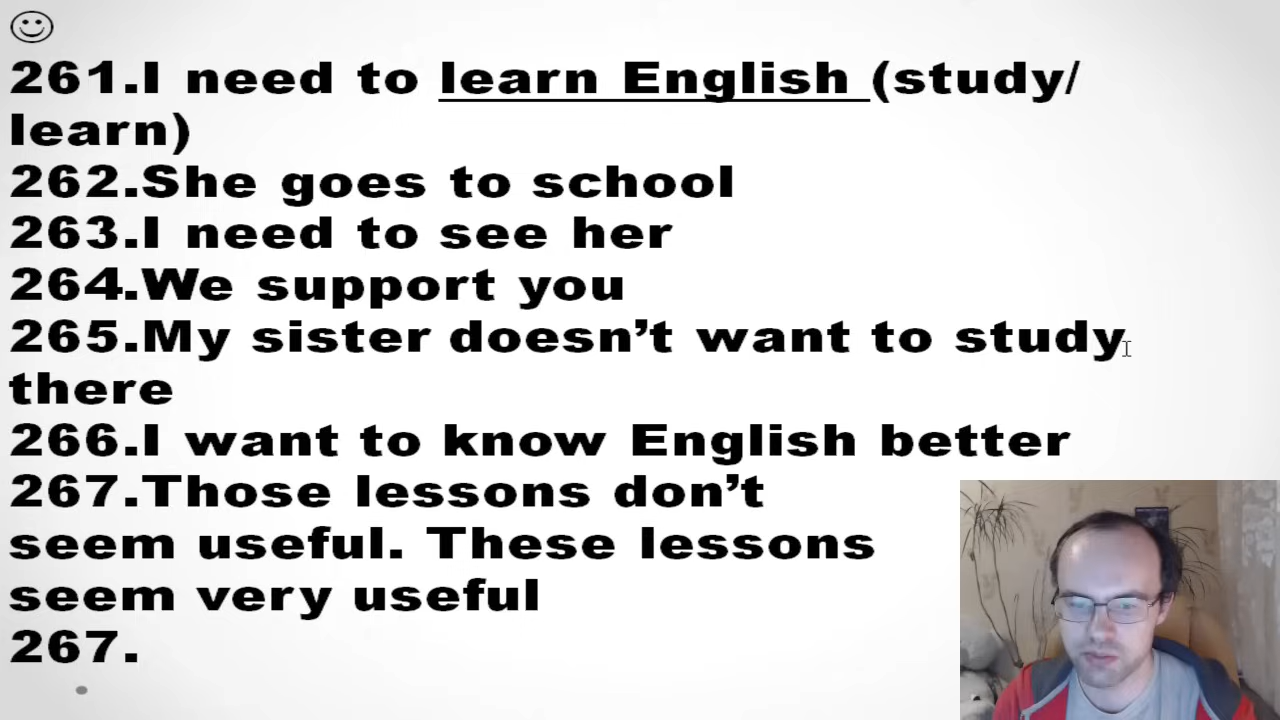 261.I need to learn English (study/
learn)
262.She goes to school
263.I need to see her
264.We support you
265.My sister doesn’t want to study
there
266.I want to know English better
267.Those lessons don’t
seem useful. These lessons
seem very useful
267.